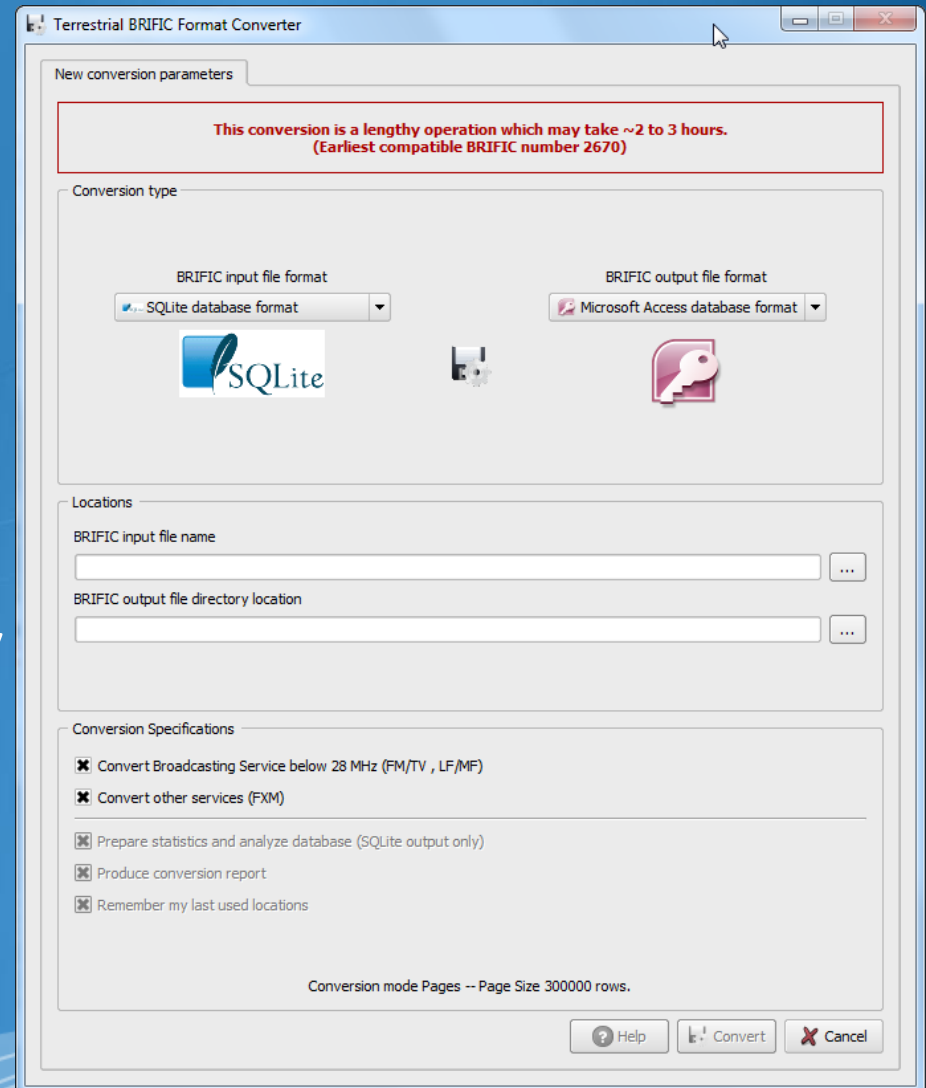 Terrestrial BRIFIC Format Converter
New conversion parameters
This conversion is a lengthy operation which may take ~2 to 3 hours.
(Earliest compatible BRIFIC number 2670)
Conversion type
BRIFIC input file format
BRIFIC output file format
SQLite database format
Microsoft Access database format
SQLite
Locations
BRIFIC input file name
...
BRIFIC output file directory location
...
Conversion Specifications
Convert Broadcasting Service below 28 MHz (FM/TV , LF/MF)
Convert other services (FXM)
Prepare statistics and analyze database (SQLite output only)
Produce conversion report
Remember my last used locations
Conversion mode Pages -- Page Size 300000 rows.
Help
Convert
Cancel